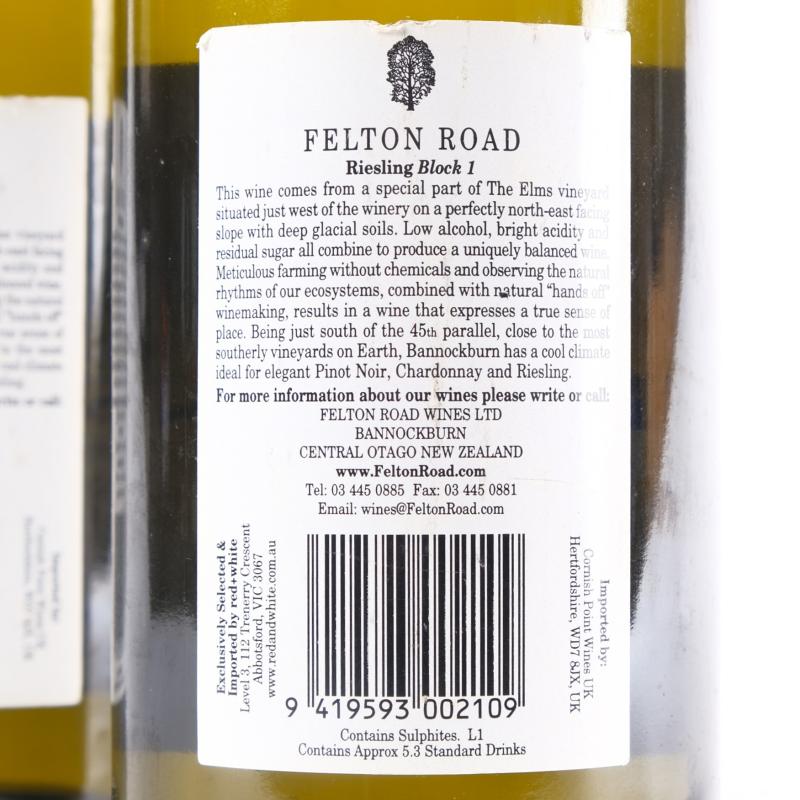 FELTON ROAD
Riesling Block 1
This wine comes from a special part of The Elms vineyard
situated just west of the winery on a perfectly north-east facing
slope with deep glacial soils. Low alcohol, bright acidity and
residual sugar all combine to produce a uniquely balanced wine.
Meticulous farming without chemicals and observing the natural
rhythms of our ecosystems, combined with natural "hands off"
winemaking, results in a wine that expresses a true sense of
place. Being just south of the 45th parallel, close to the most
southerly vineyards on Earth, Bannockburn has a cool climate
ideal for elegant Pinot Noir, Chardonnay and Riesling.
For more information about our wines please write or call:
FELTON ROAD WINES LTD
BANNOCKBURN
CENTRAL OTAGO NEW ZEALAND
www.FeltonRoad.com
Tel: 03 445 0885 Fax: 03 445 0881
Email: wines@FeltonRoad.com
Exclusively Selected &
Imported by red+white
Level 3, 112 Trenerry Crescent
Abbotsford, VIC 3067
www.redandwhite.com.au
Imported by:
Cornish Point Wines UK
Hertfordshire, WD7 8JX, UK
9 419593 002109
Contains Sulphites. L1
Contains Approx 5.3 Standard Drinks